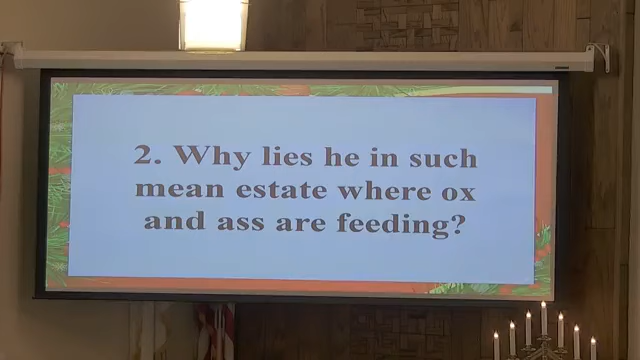 2. Why lies he in such
mean estate where ox
and ass are feeding?